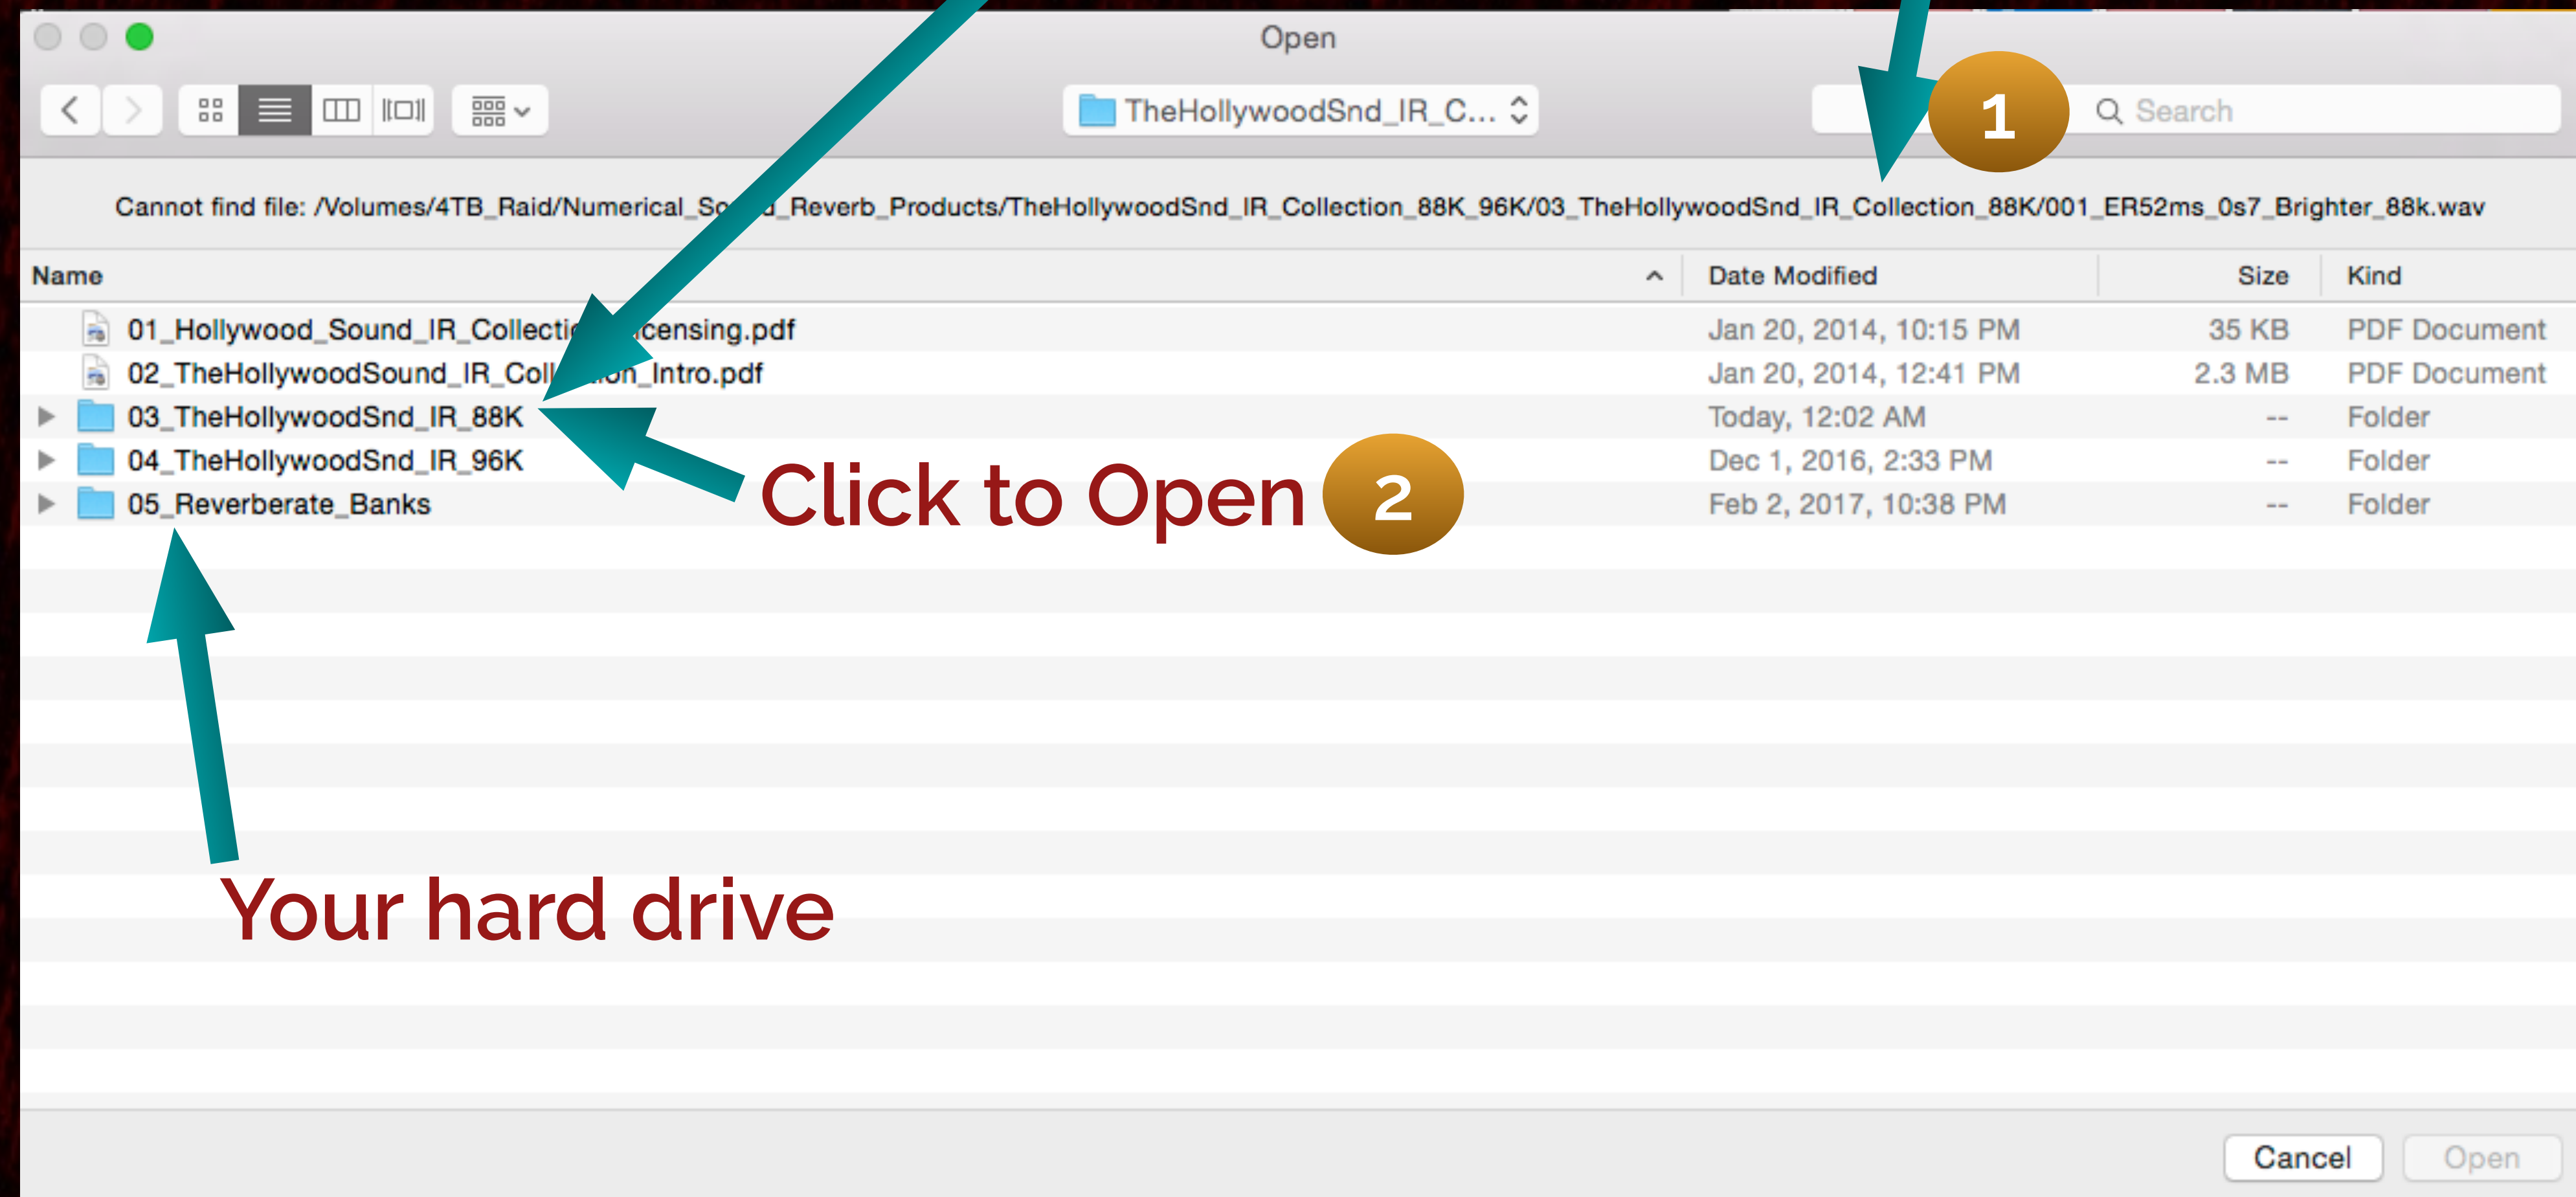 Open
TheHollywoodSnd_IR_C...
1
Search
Cannot find file: /Volumes/4TB_Raid/Numerical_So d_Reverb_Products/TheHollywoodSnd_IR_Collection_88K_96K/03_TheHollywoodSnd_IR_Collection_88K/001_ER52ms_0s7_Brighter_88k.wav
Name Date Modified Size Kind
01_Hollywood_Sound_IR_Collectio censing.pdf Jan 20, 2014, 10:15 PM 35 KB PDF Document
02_TheHollywoodSound_IR_Coll on_Intro.pdf Jan 20, 2014, 12:41 PM 2.3 MB PDF Document
03_TheHollywoodSnd_IR_88K Today, 12:02 AM -- Folder
04_TheHollywoodSnd_IR_96K Dec 1, 2016, 2:33 PM -- Folder
05_Reverberate_Banks Feb 2, 2017, 10:38 PM -- Folder
Click to Open 2
Your hard drive
Cancel Open